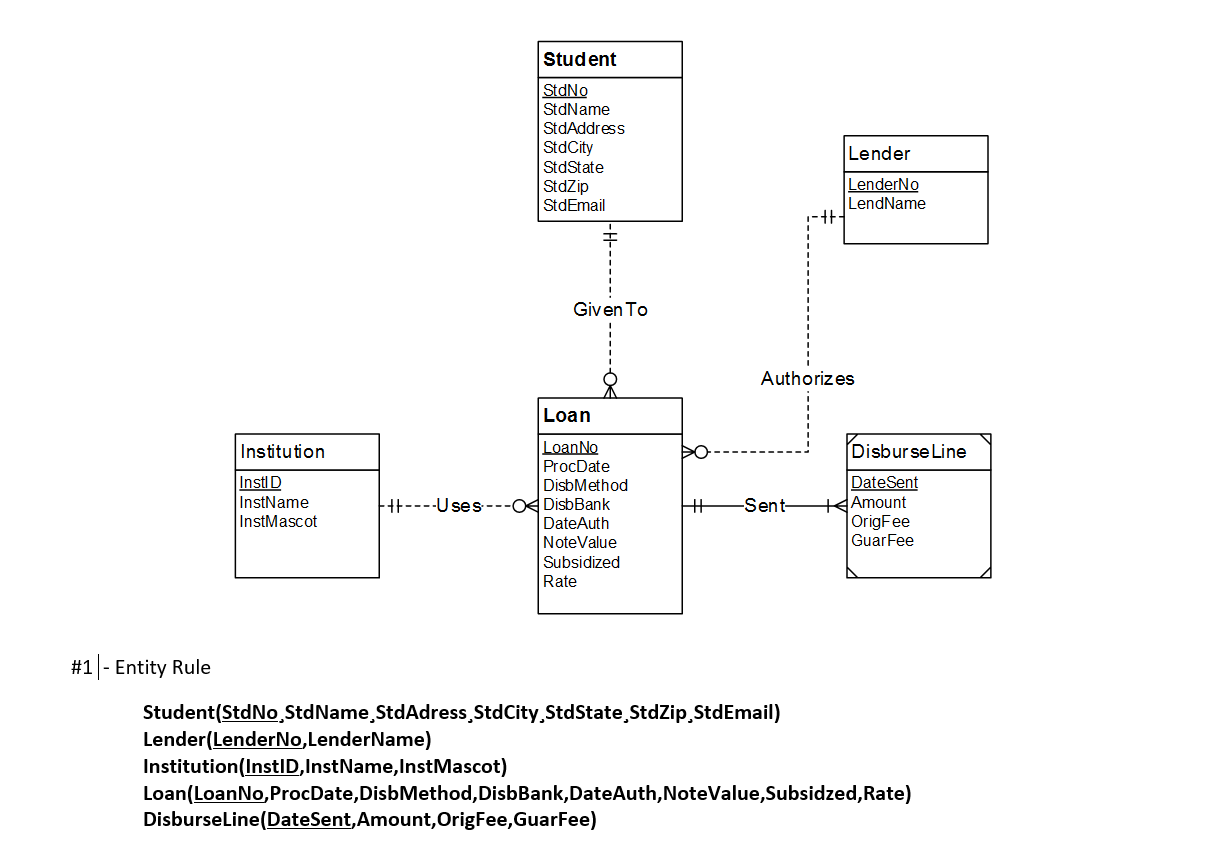 Student
StdNo
StdName
StdAddress
StdCity
StdState
StdZip
StdEmail
Lender
LenderNo
LendName
GivenTo
Authorizes
Institution
InstID
InstName
InstMascot
Uses
Loan
LoanNo
ProcDate
DisbMethod
DisbBank
DateAuth
NoteValue
Subsidized
Rate
Sent
DisburseLine
DateSent
Amount
OrigFee
GuarFee
#1 - Entity Rule
Student(StdNo¸StdName¸StdAdress¸StdCity¸StdState¸StdZip¸StdEmail)
Lender(LenderNo,LenderName)
Institution(InstID,InstName,InstMascot)
Loan(LoanNo,ProcDate,DisbMethod,DisbBank,DateAuth,NoteValue,Subsidzed,Rate)
DisburseLine(DateSent,Amount,OrigFee,GuarFee)